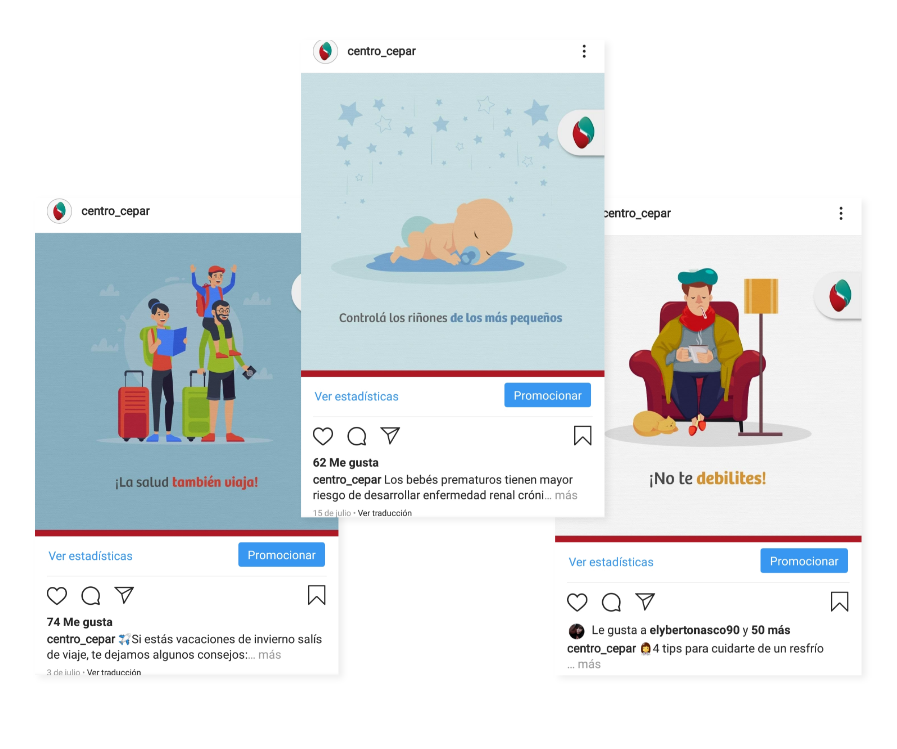 centro_cepar
Controlá los riñones de los más pequeños
Ver estadísticas
Promocionar
62 Me gusta
centro_cepar Los bebés prematuros tienen mayor
riesgo de desarrollar enfermedad renal cróni... más
15 de julio • Ver traducción
centro_cepar
¡La salud también viaja!
Ver estadísticas
Promocionar
74 Me gusta
centro_cepar Si estás vacaciones de invierno salís
de viaje, te dejamos algunos consejos:... más
3 de julio • Ver traducción
centro_cepar
¡No te debilites!
Ver estadísticas
Promocionar
Le gusta a elybertonasco90 y 50 más
centro_cepar 4 tips para cuidarte de un resfrío
... más